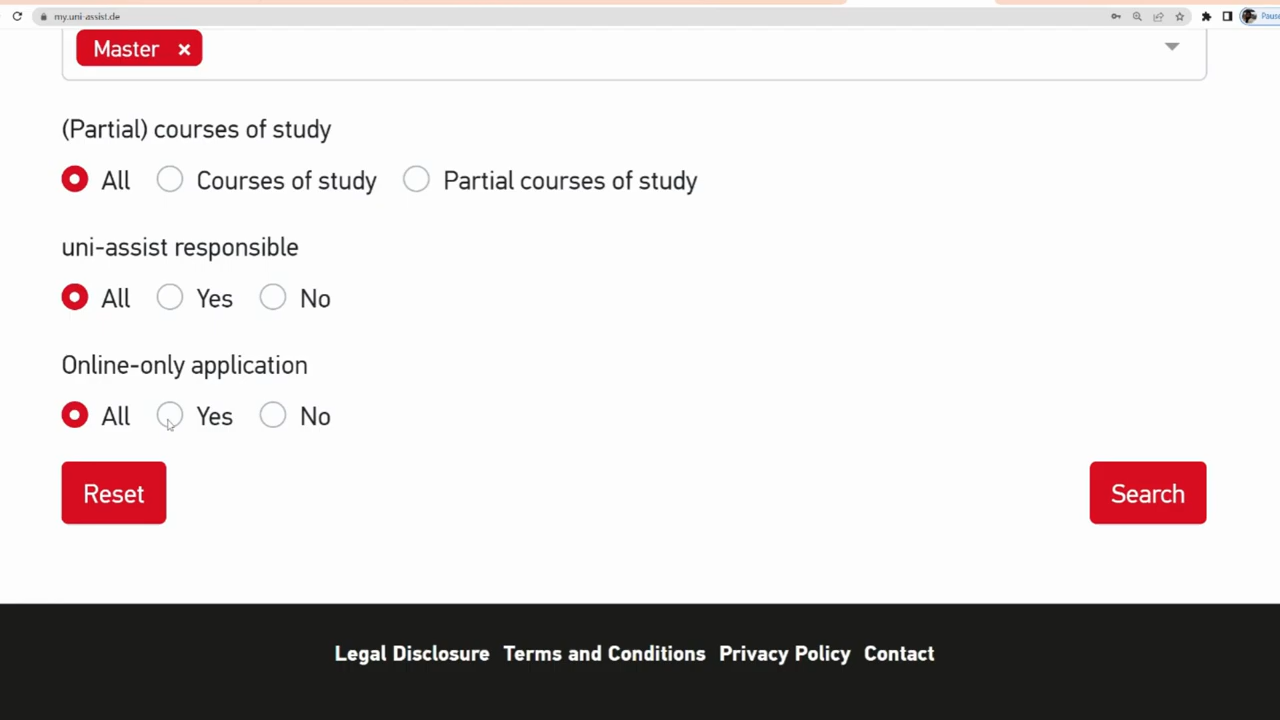 my.uni-assist.de
Pause
Master ×
(Partial) courses of study
All Courses of study Partial courses of study
uni-assist responsible
All Yes No
Online-only application
All Yes No
Reset Search
Legal Disclosure Terms and Conditions Privacy Policy Contact